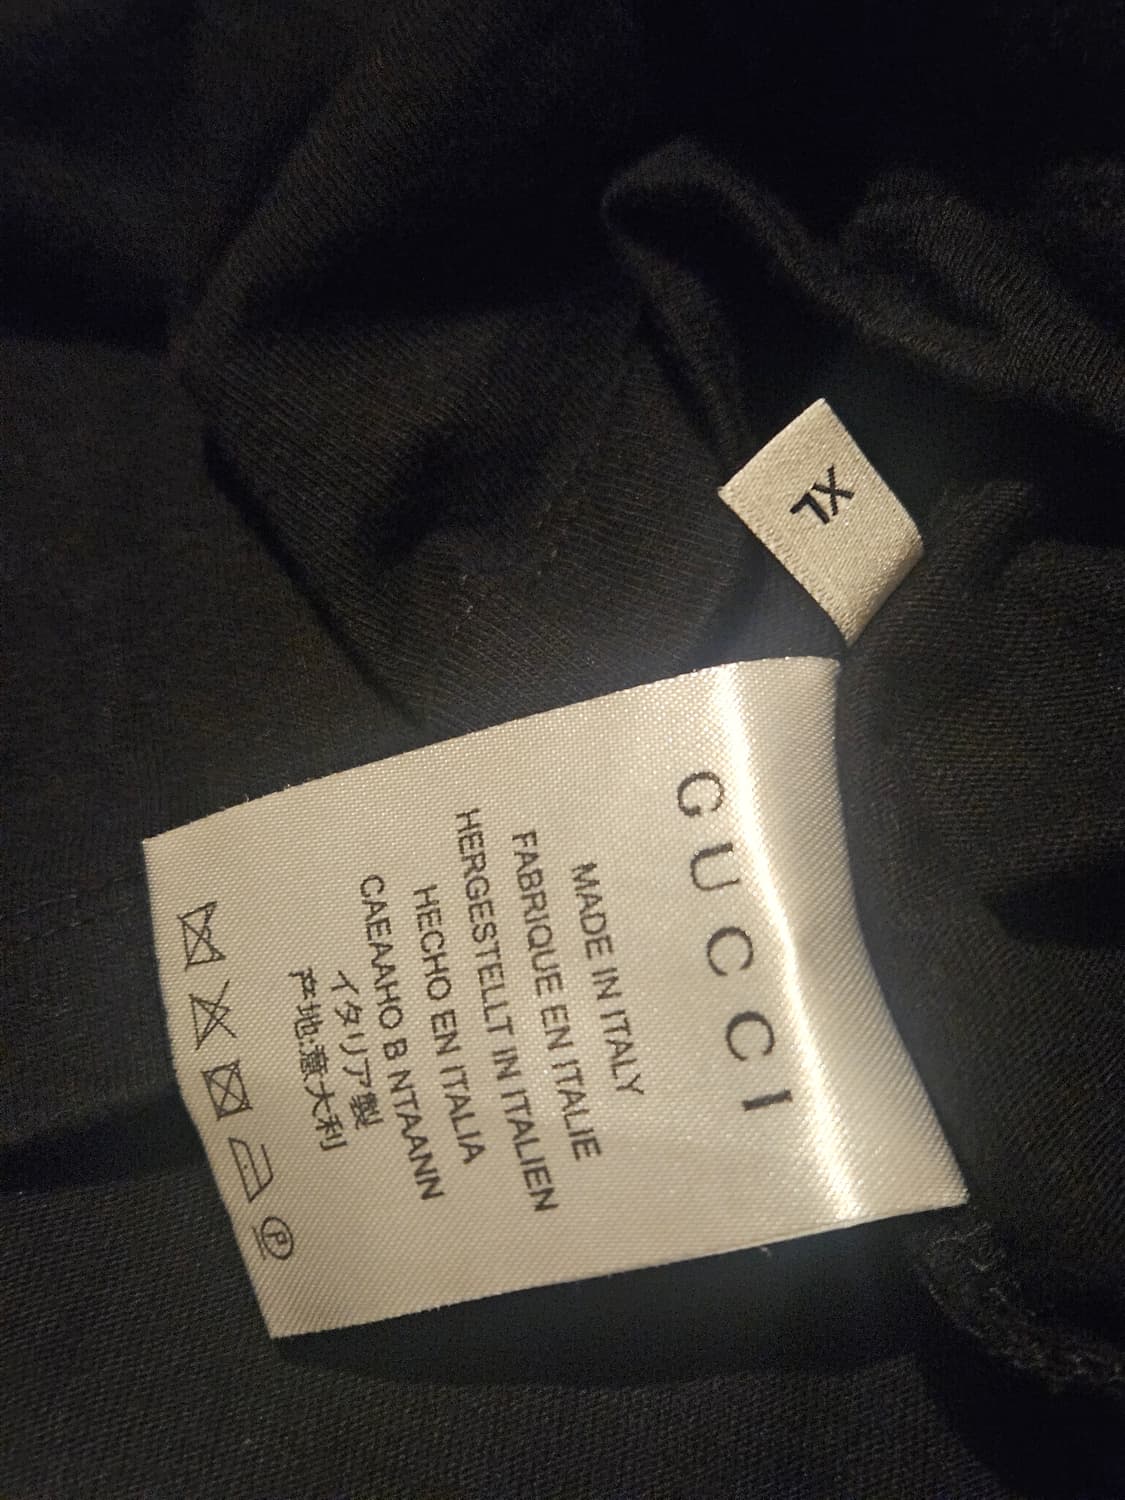 XL
GUCCI
MADE IN ITALY
FABRIQUE EN ITALIE
HERGESTELLT IN ITALIEN
HECHO EN ITALIA
CAEAAHO B NTAANN
イタリア製
产地:意大利
P